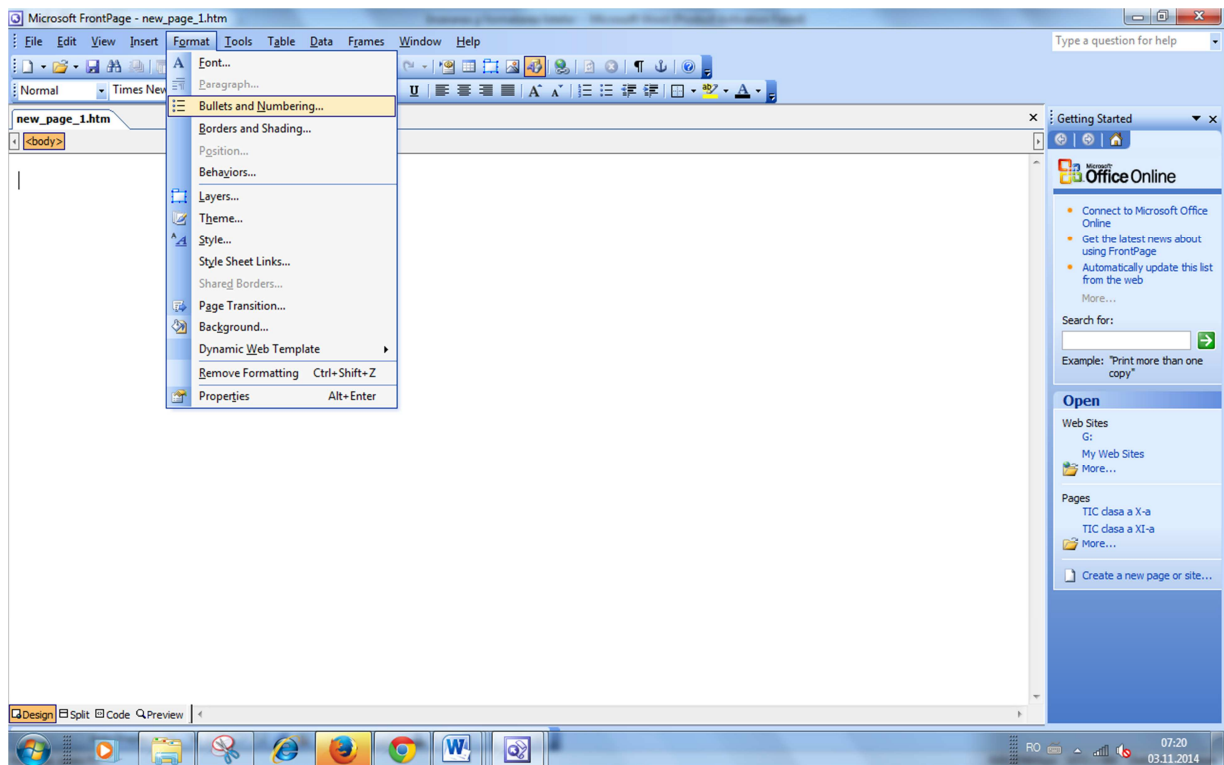 Microsoft FrontPage - new_page_1.htm
File Edit View Insert Format Tools Table Data Frames Window Help
Type a question for help
Normal Times New
new_page_1.htm
<body>
Font...
Paragraph...
Bullets and Numbering...
Borders and Shading...
Position...
Behaviors...
Layers...
Theme...
Style...
Style Sheet Links...
Shared Borders...
Page Transition...
Background...
Dynamic Web Template
Remove Formatting Ctrl+Shift+Z
Properties Alt+Enter
Getting Started
Microsoft
Office Online
Connect to Microsoft Office
Online
Get the latest news about
using FrontPage
Automatically update this list
from the web
More...
Search for:
Example: "Print more than one
copy"
Open
Web Sites
G:
My Web Sites
More...
Pages
TIC clasa a X-a
TIC clasa a XI-a
More...
Create a new page or site...
Design Split Code Preview
RO 07:20
03.11.2014